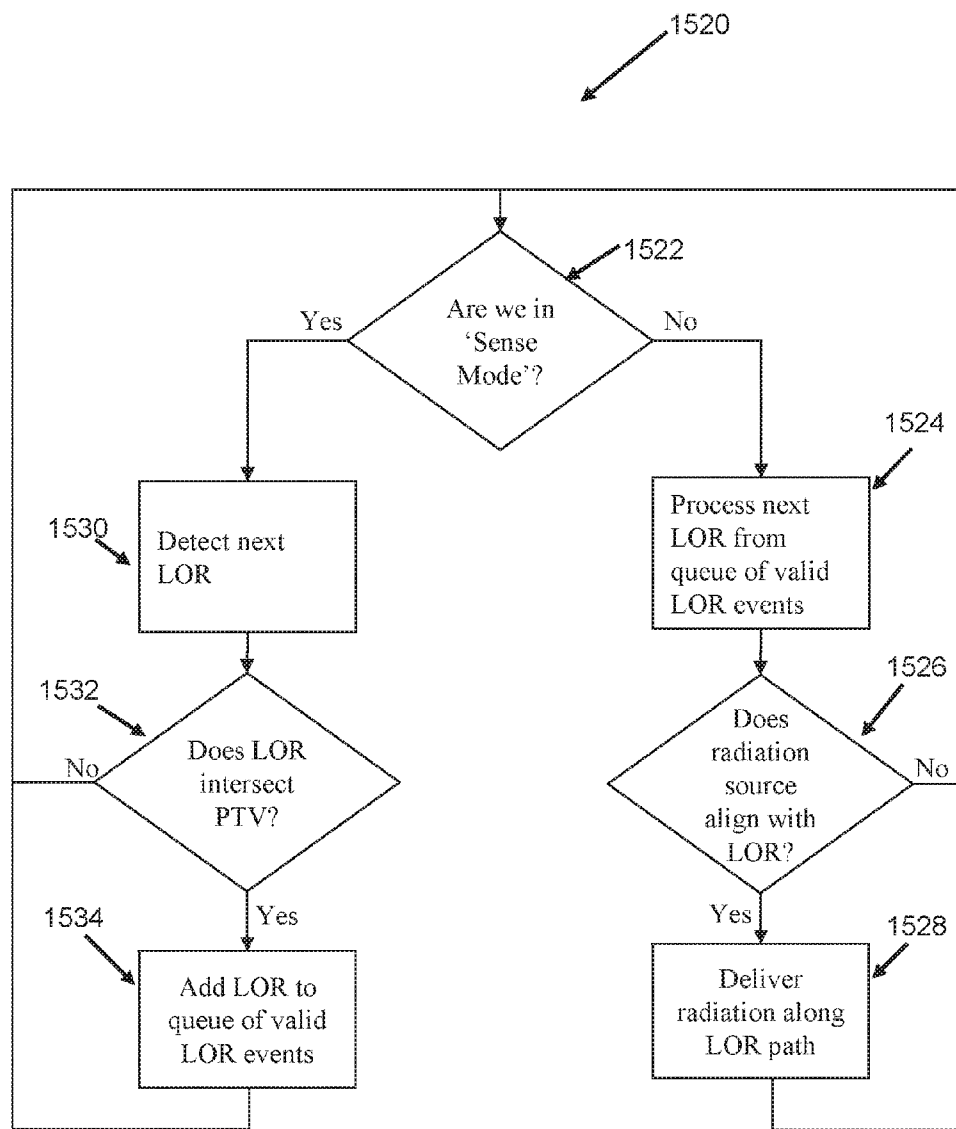 1520
1522
Are we in
‘Sense
Mode’?
Yes
No
1524
Process next
LOR from
queue of valid
LOR events
1530
Detect next
LOR
1532
Does LOR
intersect
PTV?
No
Yes
1526
Does
radiation
source
align with
LOR?
No
Yes
1534
Add LOR to
queue of valid
LOR events
1528
Deliver
radiation along
LOR path